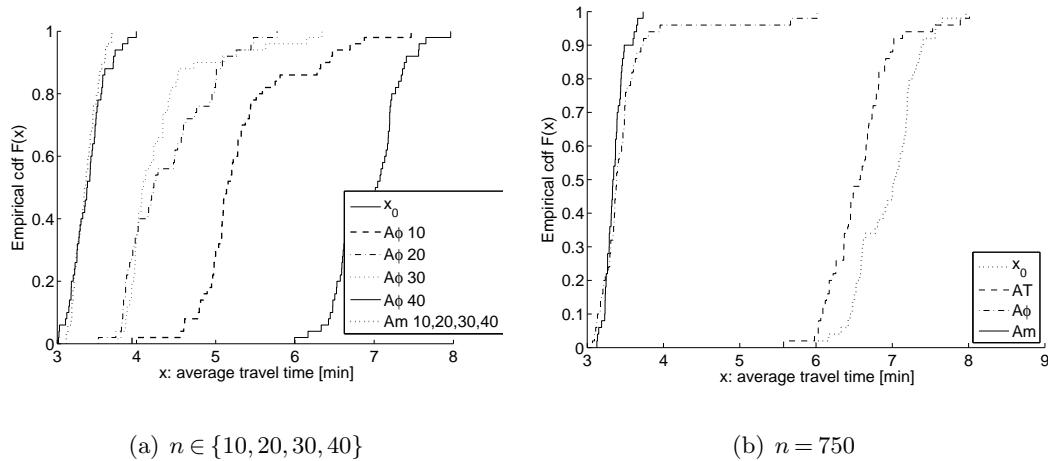 1
0.8
0.6
0.4
0.2
0
Empirical cdf F(x)
3 4 5 6 7 8
x: average travel time [min]
x_0
Aϕ 10
Aϕ 20
Aϕ 30
Aϕ 40
Am 10,20,30,40
(a) n ∈ {10, 20, 30, 40}
1
0.9
0.8
0.7
0.6
0.5
0.4
0.3
0.2
0.1
0
Empirical cdf F(x)
3 4 5 6 7 8 9
x: average travel time [min]
x_0
AT
Aϕ
Am
(b) n = 750